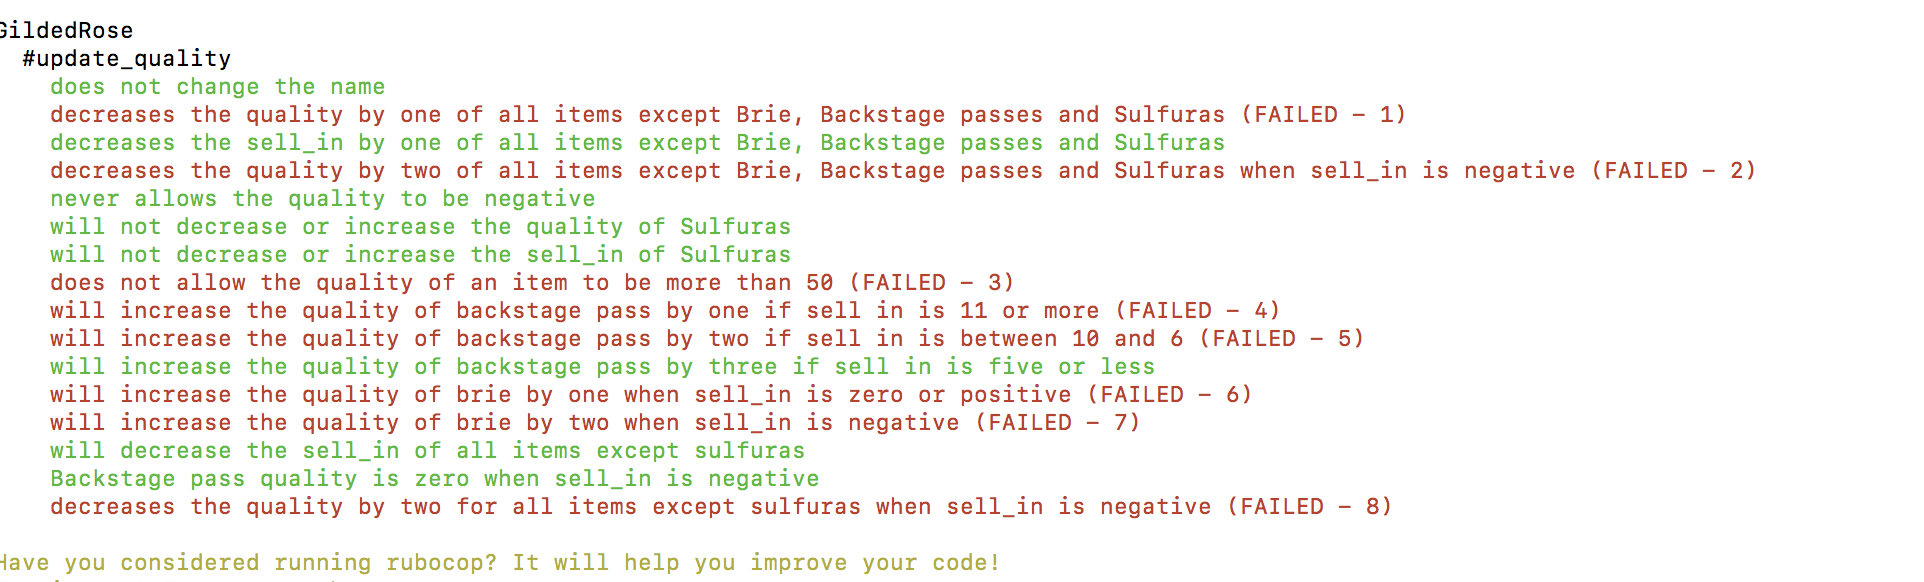 GildedRose
#update_quality
does not change the name
decreases the quality by one of all items except Brie, Backstage passes and Sulfuras (FAILED - 1)
decreases the sell_in by one of all items except Brie, Backstage passes and Sulfuras
decreases the quality by two of all items except Brie, Backstage passes and Sulfuras when sell_in is negative (FAILED - 2)
never allows the quality to be negative
will not decrease or increase the quality of Sulfuras
will not decrease or increase the sell_in of Sulfuras
does not allow the quality of an item to be more than 50 (FAILED - 3)
will increase the quality of backstage pass by one if sell in is 11 or more (FAILED - 4)
will increase the quality of backstage pass by two if sell in is between 10 and 6 (FAILED - 5)
will increase the quality of backstage pass by three if sell in is five or less
will increase the quality of brie by one when sell_in is zero or positive (FAILED - 6)
will increase the quality of brie by two when sell_in is negative (FAILED - 7)
will decrease the sell_in of all items except sulfuras
Backstage pass quality is zero when sell_in is negative
decreases the quality by two for all items except sulfuras when sell_in is negative (FAILED - 8)
Have you considered running rubocop? It will help you improve your code!